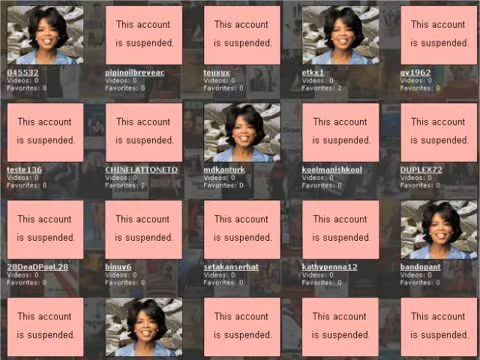 This account
is suspended.
This account
is suspended.
This account
is suspended.
045532
Videos: 0
Favorites: 8
pipinoilbreveac
Videos: 0
Favorites: 0
teuxux
Videos: 0
Favorites: 0
etkx1
Videos: 0
Favorites: 2
qv1962
Videos: 0
Favorites: 0
This account
is suspended.
This account
is suspended.
This account
is suspended.
This account
is suspended.
teste136
Videos: 0
Favorites: 0
CHINELATTONETO
Videos: 0
Favorites: 2
mdkanturk
Videos: 0
Favorites: 0
koolmanishkool
Videos: 0
Favorites: 0
DUPLEX72
Videos: 0
Favorites: 0
This account
is suspended.
This account
is suspended.
This account
is suspended.
This account
is suspended.
28DeaDPooL28
Videos: 0
Favorites: 0
binuv6
Videos: 0
Favorites: 0
setakanserhat
Videos: 0
Favorites: 0
kathypenna12
Videos: 0
Favorites: 0
bandopant
Videos: 0
Favorites: 0
This account
is suspended.
This account
is suspended.
This account
is suspended.
This account
is suspended.